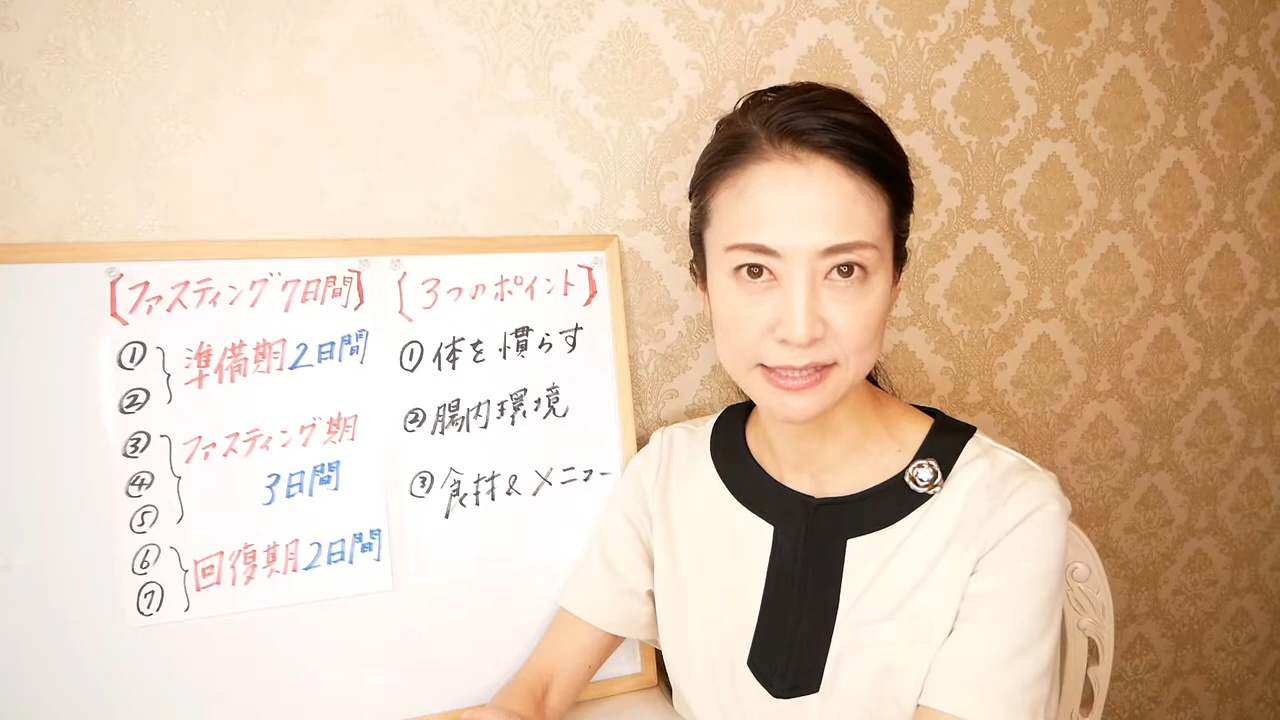 【ファスティング7日間】
① ② 準備期2日間
③ ④ ⑤ ファスティング期
3日間
⑥ ⑦ 回復期2日間
【3つのポイント】
① 体を慣らす
② 腸内環境
③ 食材&メニュー